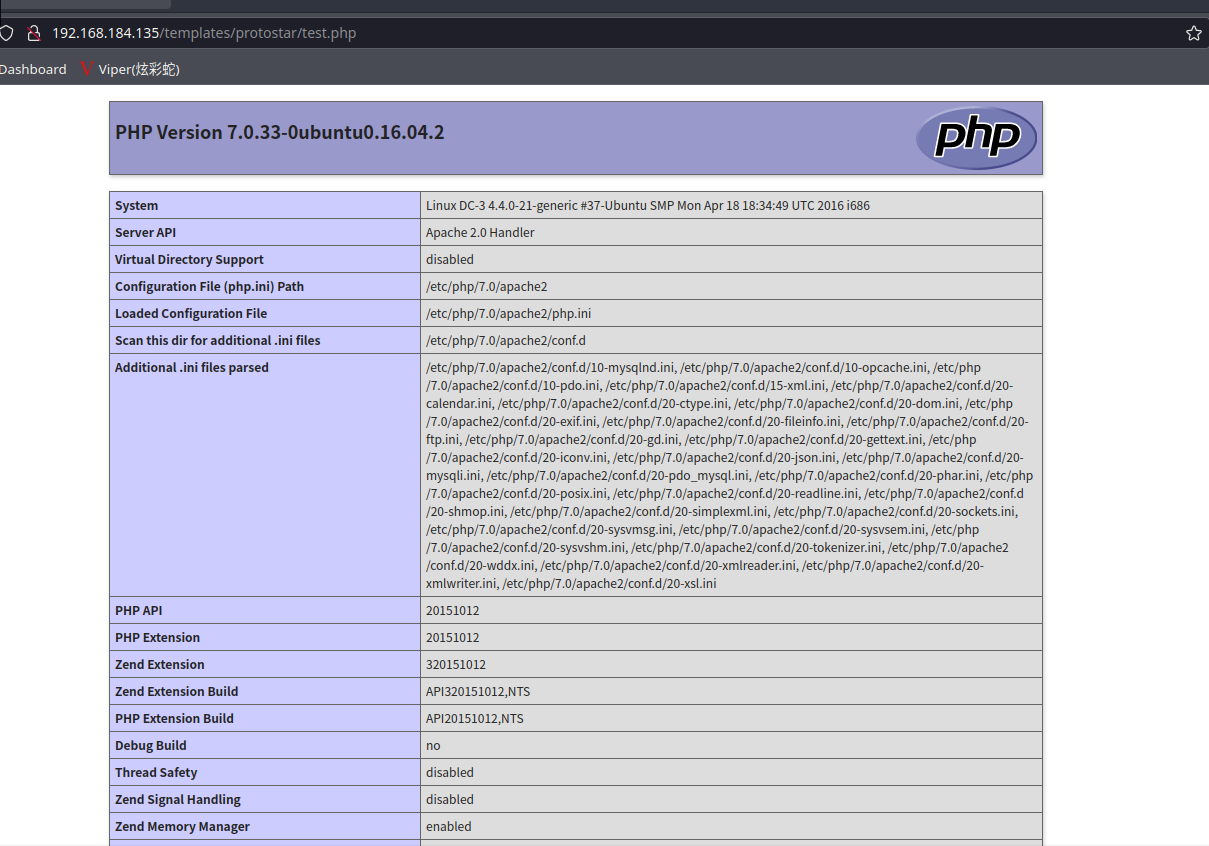 192.168.184.135/templates/protostar/test.php
Dashboard V Viper(炫彩蛇)
PHP Version 7.0.33-0ubuntu0.16.04.2
php
System Linux DC-3 4.4.0-21-generic #37-Ubuntu SMP Mon Apr 18 18:34:49 UTC 2016 i686
Server API Apache 2.0 Handler
Virtual Directory Support disabled
Configuration File (php.ini) Path /etc/php/7.0/apache2
Loaded Configuration File /etc/php/7.0/apache2/php.ini
Scan this dir for additional .ini files /etc/php/7.0/apache2/conf.d
Additional .ini files parsed /etc/php/7.0/apache2/conf.d/10-mysqlnd.ini, /etc/php/7.0/apache2/conf.d/10-opcache.ini, /etc/php
/7.0/apache2/conf.d/10-pdo.ini, /etc/php/7.0/apache2/conf.d/15-xml.ini, /etc/php/7.0/apache2/conf.d/20-
calendar.ini, /etc/php/7.0/apache2/conf.d/20-ctype.ini, /etc/php/7.0/apache2/conf.d/20-dom.ini, /etc/php
/7.0/apache2/conf.d/20-exif.ini, /etc/php/7.0/apache2/conf.d/20-fileinfo.ini, /etc/php/7.0/apache2/conf.d/20-
ftp.ini, /etc/php/7.0/apache2/conf.d/20-gd.ini, /etc/php/7.0/apache2/conf.d/20-gettext.ini, /etc/php
/7.0/apache2/conf.d/20-iconv.ini, /etc/php/7.0/apache2/conf.d/20-json.ini, /etc/php/7.0/apache2/conf.d/20-
mysqli.ini, /etc/php/7.0/apache2/conf.d/20-pdo_mysql.ini, /etc/php/7.0/apache2/conf.d/20-phar.ini, /etc/php
/7.0/apache2/conf.d/20-posix.ini, /etc/php/7.0/apache2/conf.d/20-readline.ini, /etc/php/7.0/apache2/conf.d
/20-shmop.ini, /etc/php/7.0/apache2/conf.d/20-simplexml.ini, /etc/php/7.0/apache2/conf.d/20-sockets.ini,
/etc/php/7.0/apache2/conf.d/20-sysvmsg.ini, /etc/php/7.0/apache2/conf.d/20-sysvsem.ini, /etc/php
/7.0/apache2/conf.d/20-sysvshm.ini, /etc/php/7.0/apache2/conf.d/20-tokenizer.ini, /etc/php/7.0/apache2
/conf.d/20-wddx.ini, /etc/php/7.0/apache2/conf.d/20-xmlreader.ini, /etc/php/7.0/apache2/conf.d/20-
xmlwriter.ini, /etc/php/7.0/apache2/conf.d/20-xsl.ini
PHP API 20151012
PHP Extension 20151012
Zend Extension 320151012
Zend Extension Build API320151012,NTS
PHP Extension Build API20151012,NTS
Debug Build no
Thread Safety disabled
Zend Signal Handling disabled
Zend Memory Manager enabled